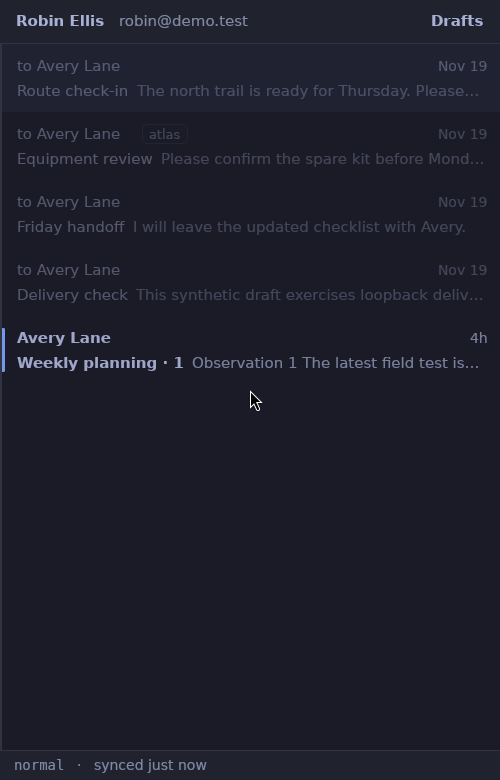 Robin Ellis robin@demo.test Drafts
to Avery Lane Nov 19
Route check-in The north trail is ready for Thursday. Please…
to Avery Lane atlas Nov 19
Equipment review Please confirm the spare kit before Mond…
to Avery Lane Nov 19
Friday handoff I will leave the updated checklist with Avery.
to Avery Lane Nov 19
Delivery check This synthetic draft exercises loopback deliv…
Avery Lane 4h
Weekly planning · 1 Observation 1 The latest field test is…
normal · synced just now